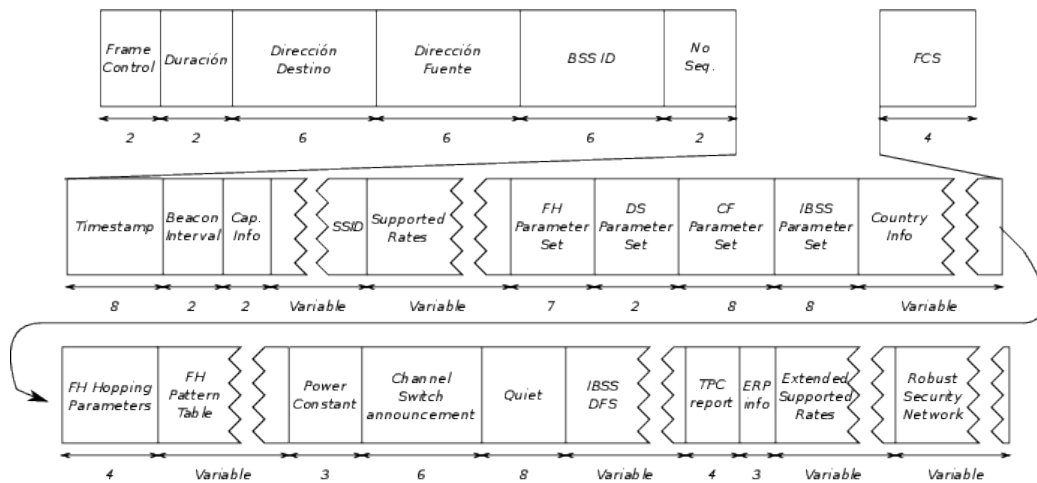 Frame Control
Duración
Dirección Destino
Dirección Fuente
BSS ID
No Seq.
FCS
2 2 6 6 6 2 4
Timestamp
Beacon Interval
Cap. Info
SSID
Supported Rates
FH Parameter Set
DS Parameter Set
CF Parameter Set
IBSS Parameter Set
Country Info
8 2 2 Variable Variable 7 2 8 8 Variable
FH Hopping Parameters
FH Pattern Table
Power Constant
Channel Switch announcement
Quiet
IBSS DFS
TPC report
ERP info
Extended Supported Rates
Robust Security Network
4 Variable 3 6 8 Variable 4 3 Variable Variable